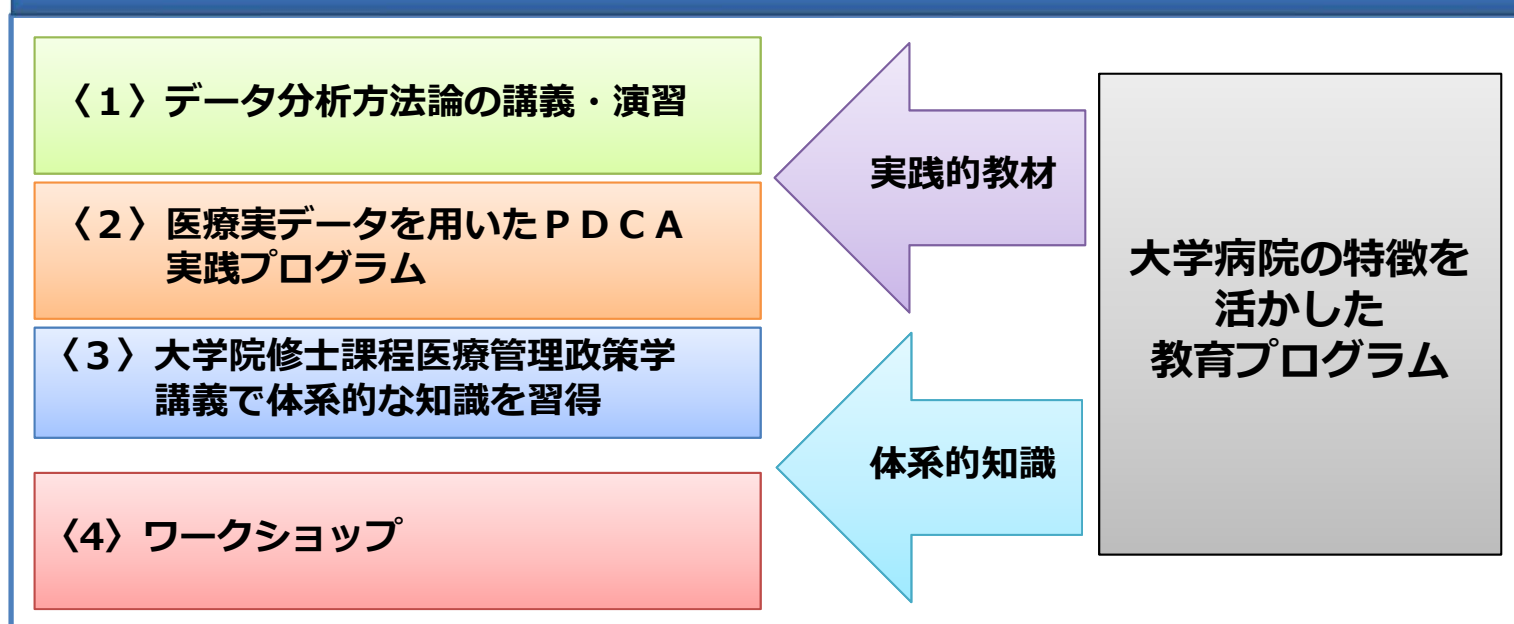 〈１〉データ分析方法論の講義・演習
〈２〉医療実データを用いたＰＤＣＡ
実践プログラム
〈３〉大学院修士課程医療管理政策学
講義で体系的な知識を習得
〈4〉ワークショップ
実践的教材
体系的知識
大学病院の特徴を
活かした
教育プログラム